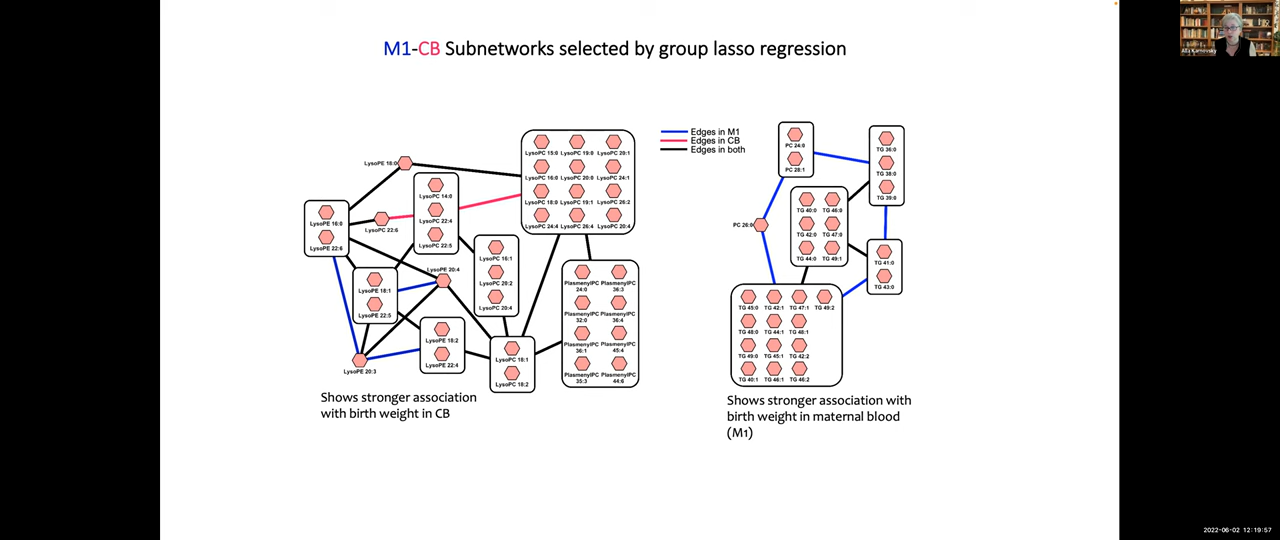 M1-CB Subnetworks selected by group lasso regression
Alla Karnovsky
Edges in M1
Edges in CB
Edges in both
LysoPE 18:0
LysoPC 15:0 LysoPC 19:0 LysoPC 20:1
LysoPC 16:0 LysoPC 20:0 LysoPC 24:1
LysoPC 18:0 LysoPC 19:1 LysoPC 26:2
LysoPC 24:4 LysoPC 26:4 LysoPC 20:4
LysoPC 14:0
LysoPC 22:4
LysoPC 22:5
LysoPE 16:0
LysoPE 22:6
LysoPC 22:6
LysoPE 20:4
LysoPC 16:1
LysoPC 20:2
LysoPC 20:4
LysoPE 18:1
LysoPE 22:5
PlasmenylPC 24:0
PlasmenylPC 36:3
PlasmenylPC 32:0
PlasmenylPC 36:4
PlasmenylPC 36:1
PlasmenylPC 45:4
PlasmenylPC 35:3
PlasmenylPC 44:6
LysoPE 18:2
LysoPE 22:4
LysoPE 20:3
LysoPC 18:1
LysoPC 18:2
Shows stronger association
with birth weight in CB
PC 24:0
PC 28:1
TG 36:0
TG 38:0
TG 39:0
PC 26:0
TG 40:0 TG 46:0
TG 42:0 TG 47:0
TG 44:0 TG 49:1
TG 41:0
TG 43:0
TG 45:0 TG 42:1 TG 47:1 TG 49:2
TG 48:0 TG 44:1 TG 48:1
TG 49:0 TG 45:1 TG 42:2
TG 40:1 TG 46:1 TG 46:2
Shows stronger association with
birth weight in maternal blood
(M1)
2022-06-02 12:19:57